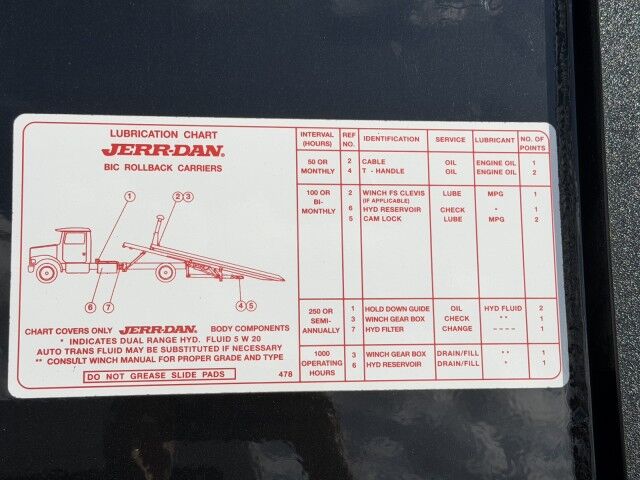 LUBRICATION CHART
JERR-DAN®
BIC ROLLBACK CARRIERS
1 2 3
6 7 4 5
CHART COVERS ONLY JERR-DAN® BODY COMPONENTS
* INDICATES DUAL RANGE HYD. FLUID 5 W 20
AUTO TRANS FLUID MAY BE SUBSTITUTED IF NECESSARY
** CONSULT WINCH MANUAL FOR PROPER GRADE AND TYPE
DO NOT GREASE SLIDE PADS 478
INTERVAL (HOURS) REF NO. IDENTIFICATION SERVICE LUBRICANT NO. OF POINTS
50 OR MONTHLY
2 CABLE OIL ENGINE OIL 1
4 T - HANDLE OIL ENGINE OIL 2
100 OR BI-MONTHLY
2 WINCH FS CLEVIS LUBE MPG 1
(IF APPLICABLE)
6 HYD RESERVOIR CHECK * 1
5 CAM LOCK LUBE MPG 2
250 OR SEMI-ANNUALLY
1 HOLD DOWN GUIDE OIL HYD FLUID 2
3 WINCH GEAR BOX CHECK ** 1
7 HYD FILTER CHANGE ---- 1
1000 OPERATING HOURS
3 WINCH GEAR BOX DRAIN/FILL ** 1
6 HYD RESERVOIR DRAIN/FILL * 1